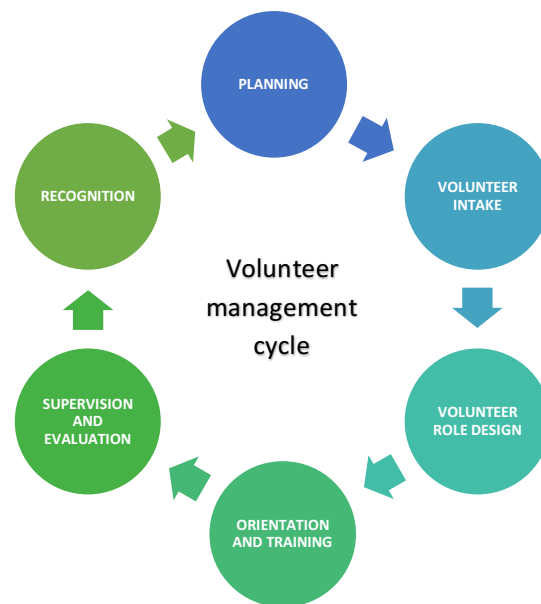 PLANNING
VOLUNTEER
INTAKE
VOLUNTEER
ROLE DESIGN
ORIENTATION
AND TRAINING
SUPERVISION
AND
EVALUATION
RECOGNITION
Volunteer
management
cycle